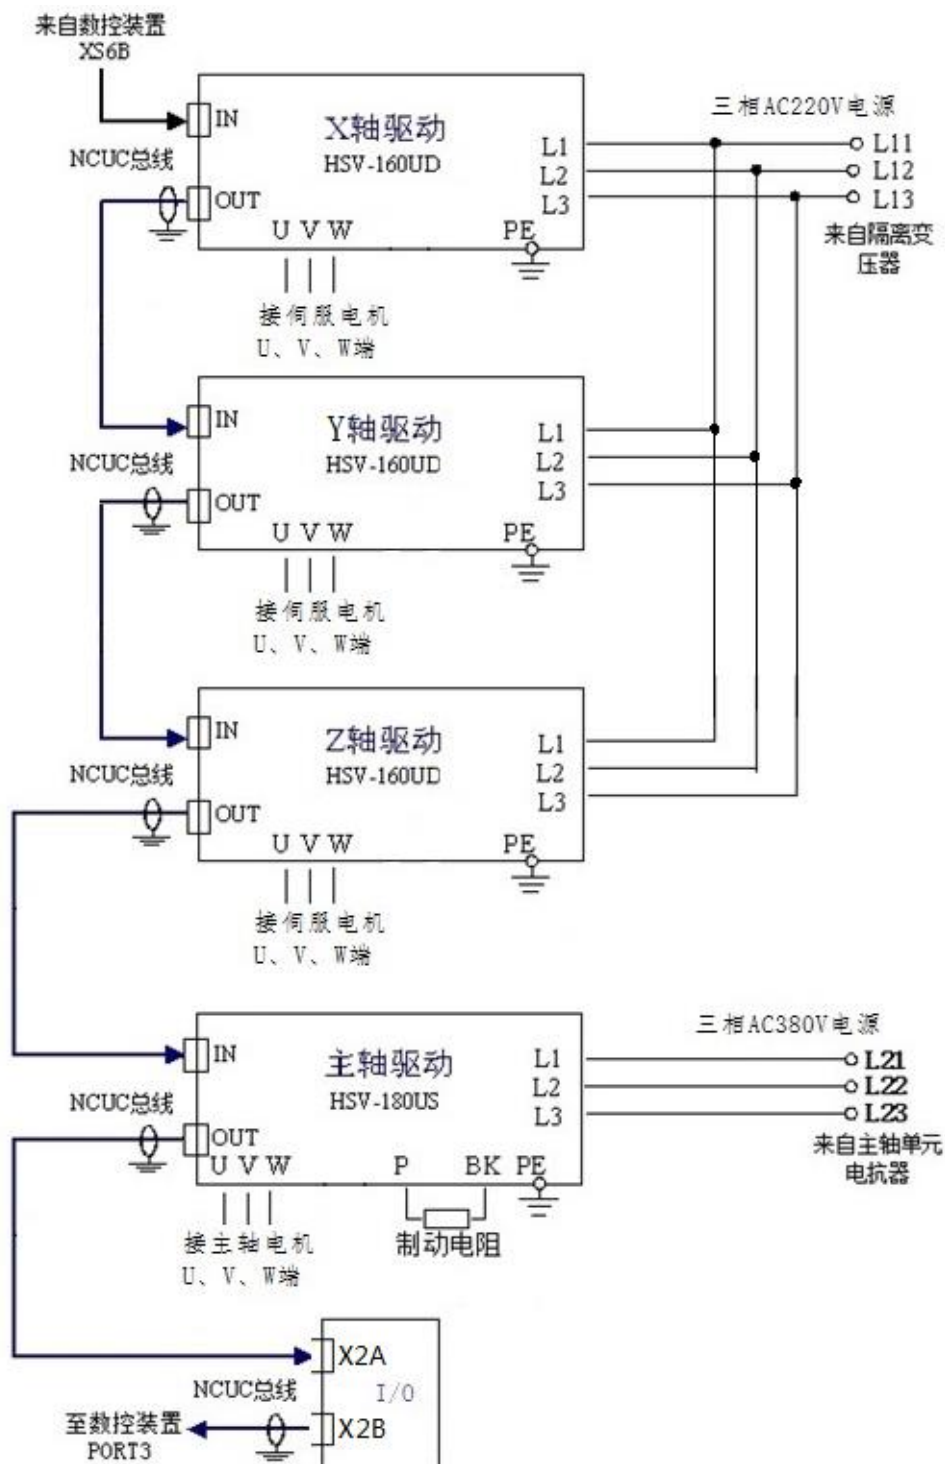 来自数控装置
XS6B
IN
X轴驱动
HSV-160UD
三相AC220V电源
L1
L2
L3
L11
L12
L13
NCUC总线
OUT
U V W
PE
来自隔离变
压器
接伺服电机
U、V、W端
IN
Y轴驱动
HSV-160UD
L1
L2
L3
NCUC总线
OUT
U V W
PE
接伺服电机
U、V、W端
IN
Z轴驱动
HSV-160UD
L1
L2
L3
NCUC总线
OUT
U V W
PE
接伺服电机
U、V、W端
三相AC380V电源
IN
主轴驱动
HSV-180US
L1
L2
L3
L21
L22
L23
NCUC总线
OUT
U V W
P
BK
PE
来自主轴单元
电抗器
制动电阻
接主轴电机
U、V、W端
X2A
I/O
NCUC总线
X2B
至数控装置
PORT3